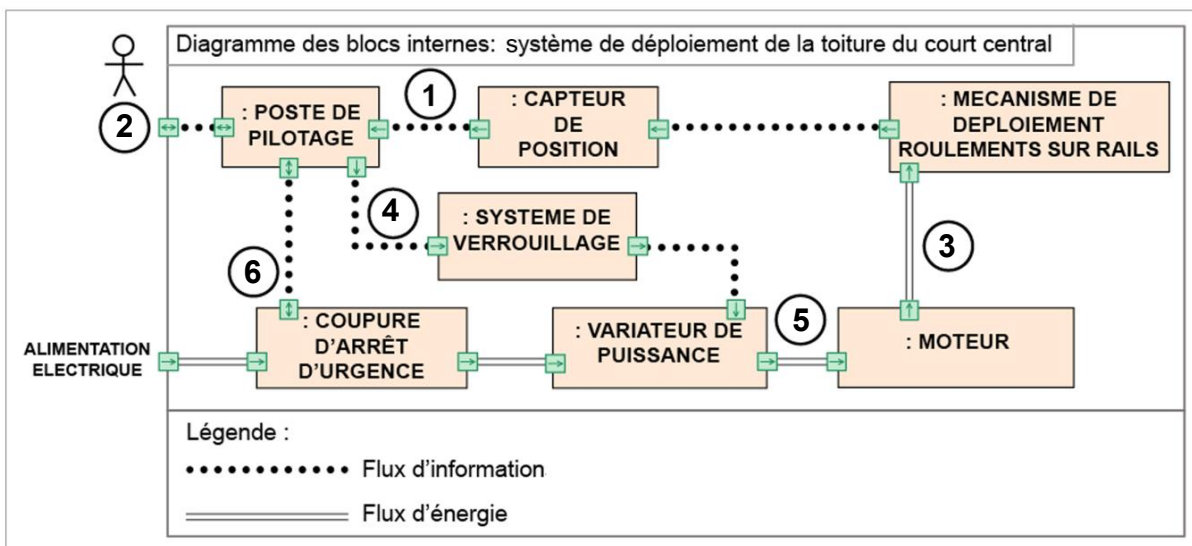 Diagramme des blocs internes: système de déploiement de la toiture du court central
2
: POSTE DE
PILOTAGE
1
: CAPTEUR
DE
POSITION
: MECANISME DE
DEPLOIEMENT
ROULEMENTS SUR RAILS
4
: SYSTEME DE
VERROUILLAGE
3
6
ALIMENTATION
ELECTRIQUE
: COUPURE
D'ARRÊT
D'URGENCE
: VARIATEUR DE
PUISSANCE
5
: MOTEUR
Légende :
Flux d'information
Flux d'énergie